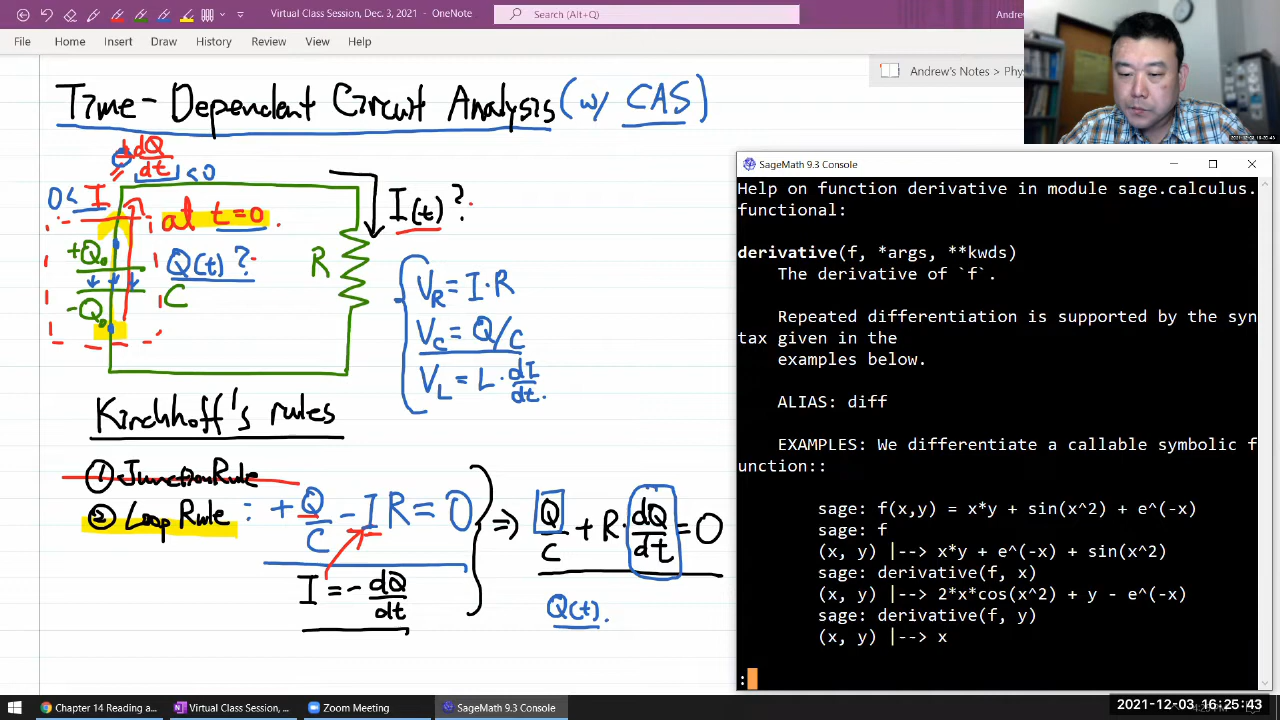 Virtual Class Session, Dec. 3, 2021 - OneNote
Search (Alt+Q)
Andrew
File Home Insert Draw History Review View Help
Andrew's Notes > Phy
Time-Dependent Circuit Analysis (w/ CAS)
dQ/dt < 0
0 < I
at t=0.
I(t)?
+Q₀
Q(t)?
-Q₀
C
R
V_R = I·R
V_C = Q/C
V_L = L·dI/dt.
Kirchhoff's rules
① Junction Rule
② Loop Rule : + Q/C - IR = 0
I = - dQ/dt
⇒ Q/C + R·dQ/dt = 0
Q(t).
SageMath 9.3 Console
Help on function derivative in module sage.calculus.
functional:
derivative(f, *args, **kwds)
The derivative of `f`.
Repeated differentiation is supported by the syn
tax given in the
examples below.
ALIAS: diff
EXAMPLES: We differentiate a callable symbolic f
unction::
sage: f(x,y) = x*y + sin(x^2) + e^(-x)
sage: f
(x, y) |--> x*y + e^(-x) + sin(x^2)
sage: derivative(f, x)
(x, y) |--> 2*x*cos(x^2) + y - e^(-x)
sage: derivative(f, y)
(x, y) |--> x
:
Chapter 14 Reading a...
Virtual Class Session, ...
Zoom Meeting
SageMath 9.3 Console
2021-12-03 16:25:43